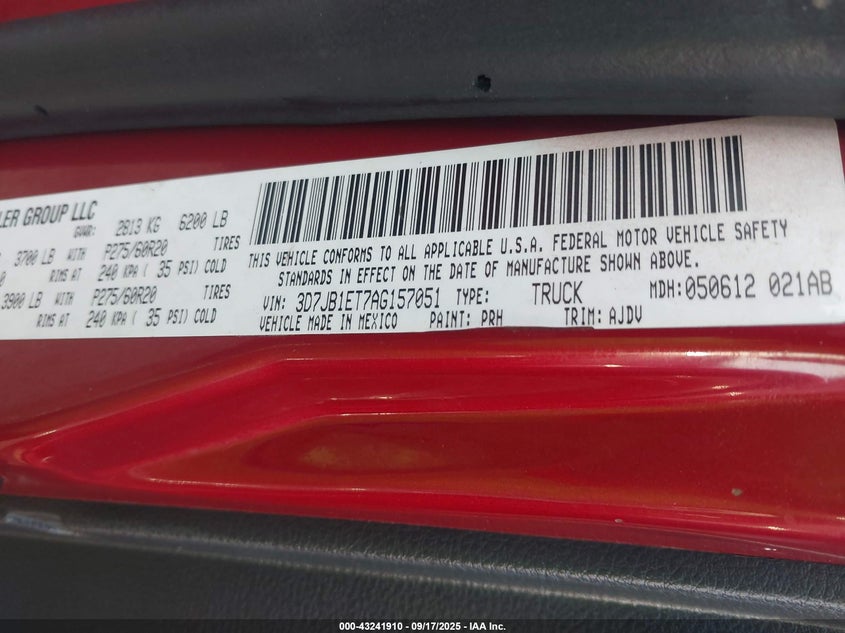 LER GROUP LLC
GVWR: 2813 KG 6200 LB
3700 LB WITH P275/60R20 TIRES
RIMS AT 240 KPA ( 35 PSI) COLD
3900 LB WITH P275/60R20 TIRES
RIMS AT 240 KPA ( 35 PSI) COLD
THIS VEHICLE CONFORMS TO ALL APPLICABLE U.S.A. FEDERAL MOTOR VEHICLE SAFETY
STANDARDS IN EFFECT ON THE DATE OF MANUFACTURE SHOWN ABOVE.
VIN: 3D7JB1ET7AG157051 TYPE: TRUCK MDH:050612 021AB
VEHICLE MADE IN MEXICO PAINT: PRH TRIM: AJDV
000-43241910 - 09/17/2025 - IAA Inc.